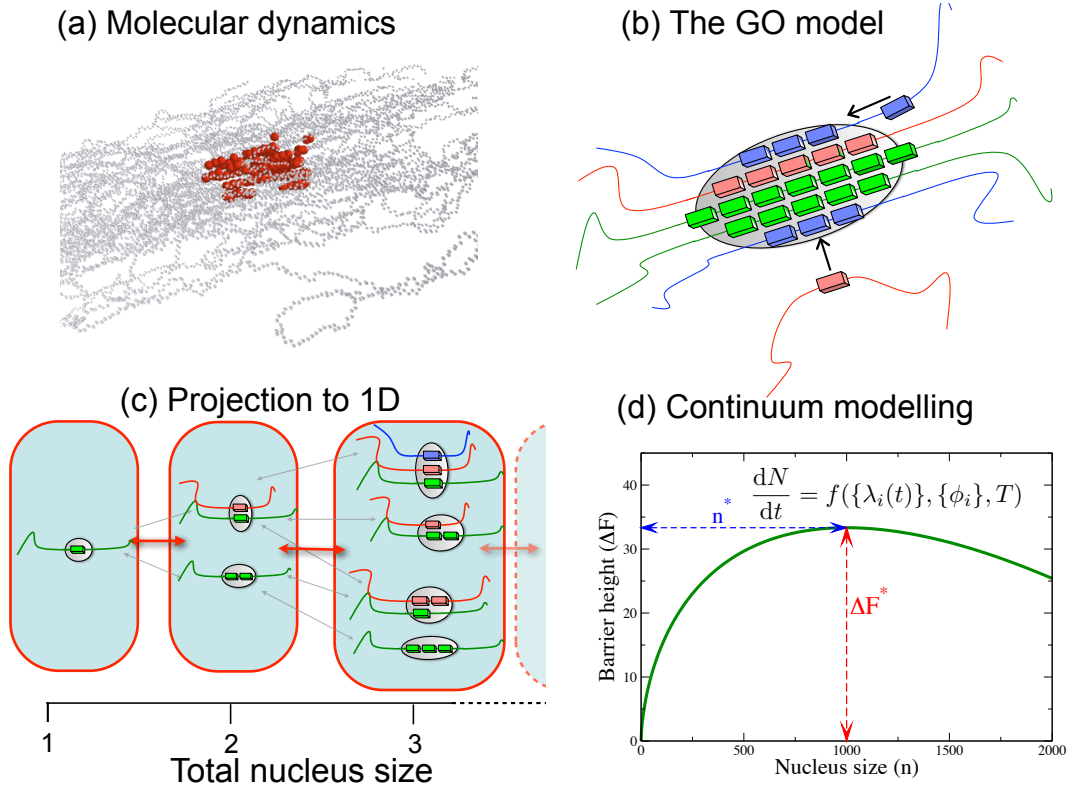 (a) Molecular dynamics
(b) The GO model
(c) Projection to 1D
1
2
3
Total nucleus size
(d) Continuum modelling
dN/dt = f({λᵢ(t)}, {ϕᵢ}, T)
n*
ΔF*
Barrier height (ΔF)
40
30
20
10
0
0
500
1000
1500
2000
Nucleus size (n)